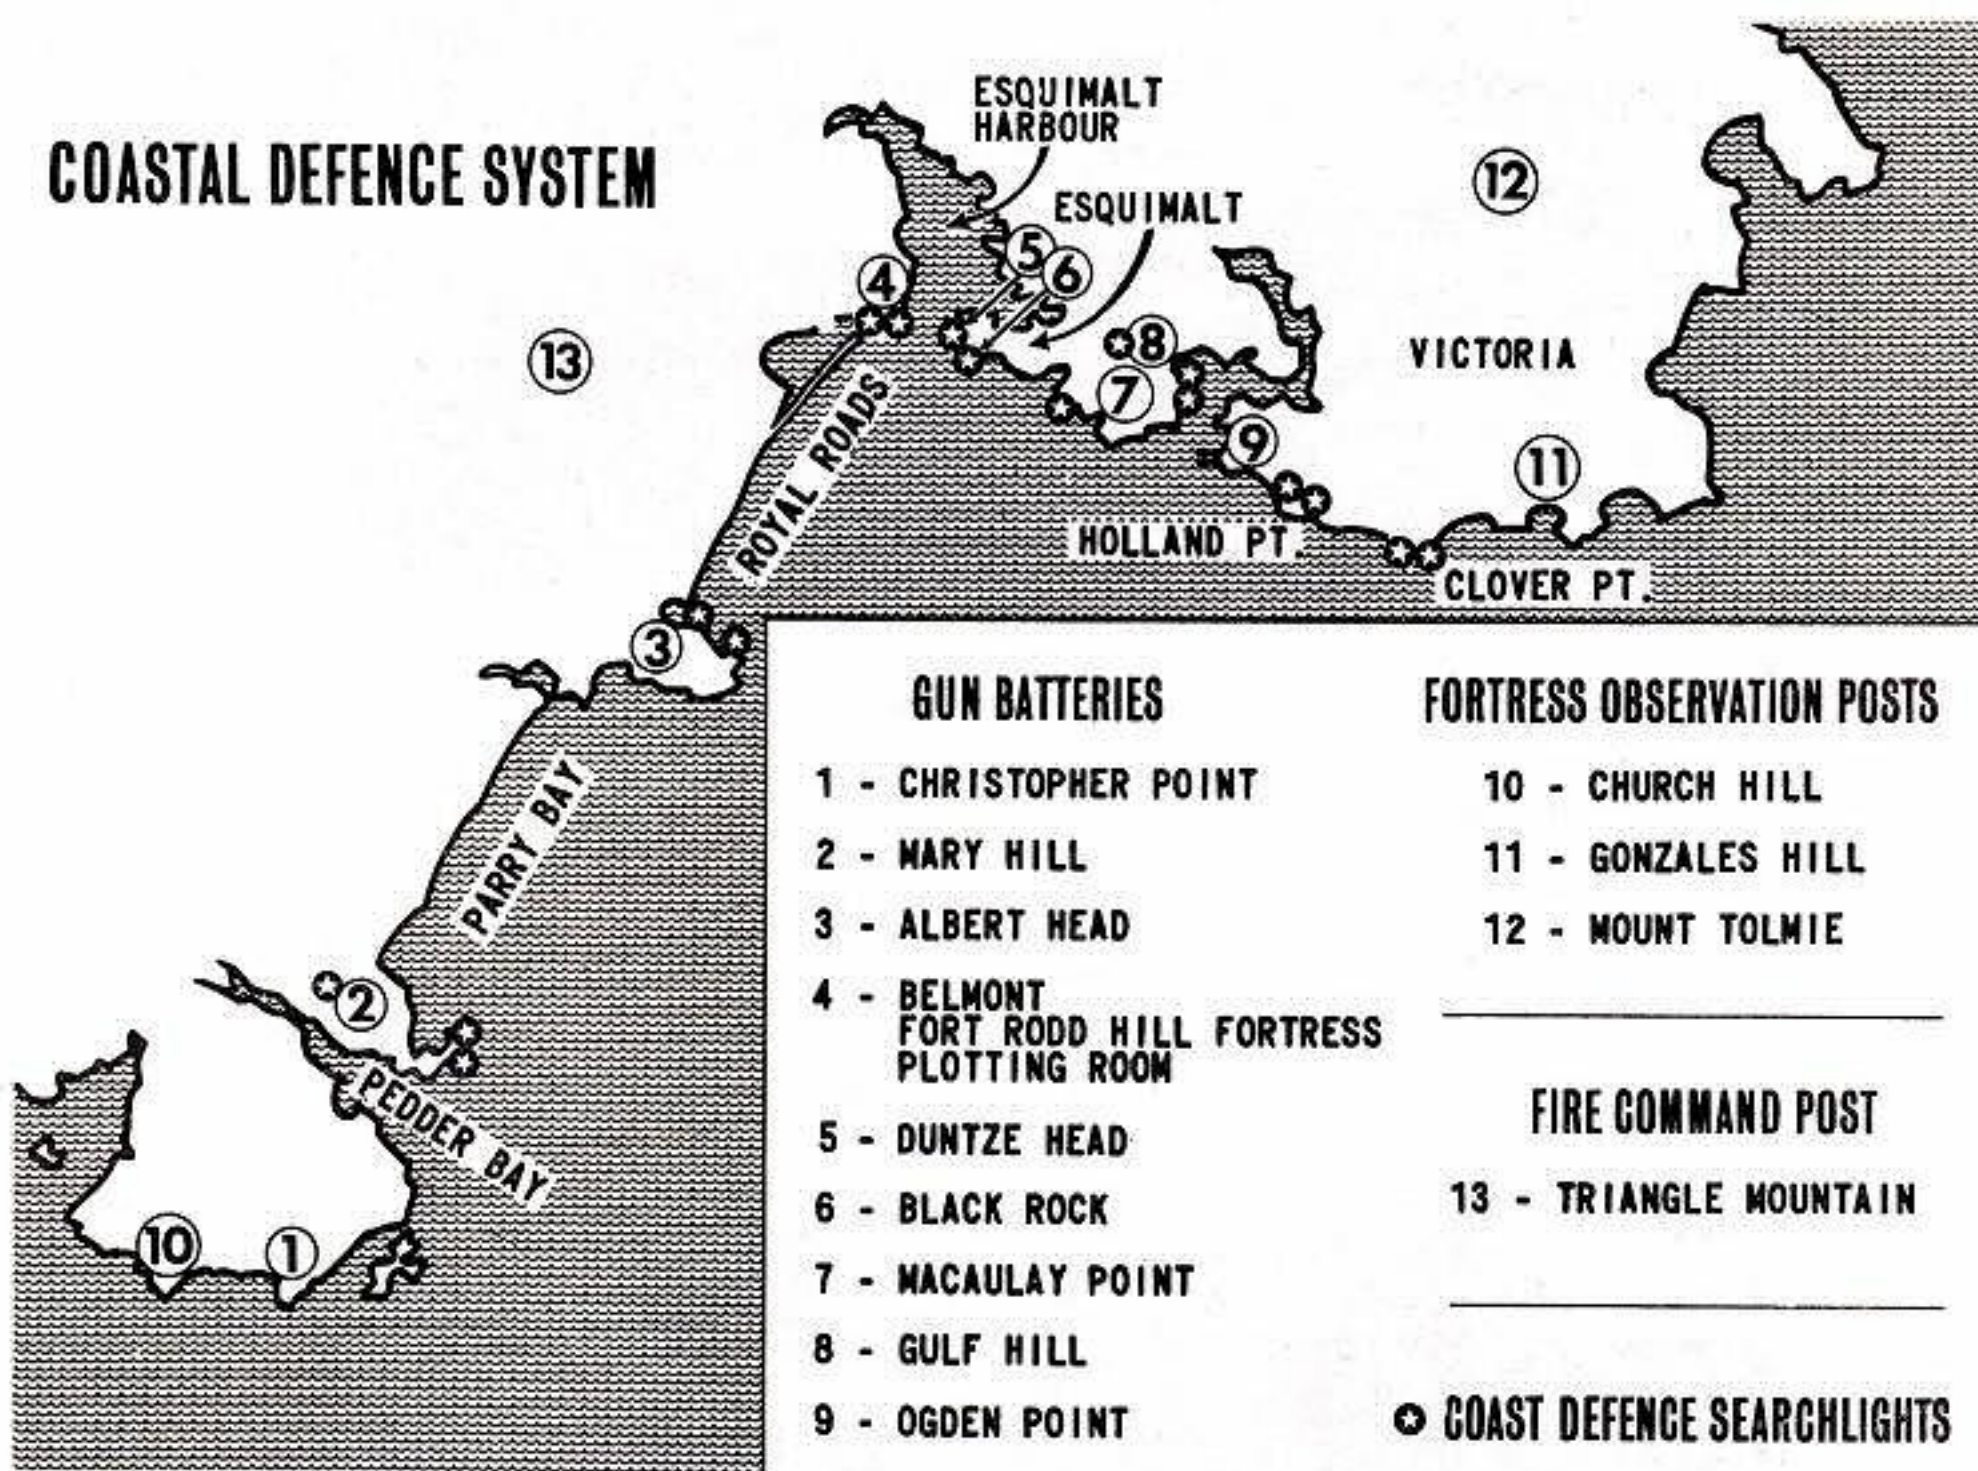 COASTAL DEFENCE SYSTEM
ESQUIMALT
HARBOUR
ESQUIMALT
12
5
6
4
13
8
7
VICTORIA
9
11
ROYAL ROADS
HOLLAND PT.
CLOVER PT.
3
PARRY BAY
2
PEDDER BAY
10
1
GUN BATTERIES
1 - CHRISTOPHER POINT
2 - MARY HILL
3 - ALBERT HEAD
4 - BELMONT
FORT RODD HILL FORTRESS
PLOTTING ROOM
5 - DUNTZE HEAD
6 - BLACK ROCK
7 - MACAULAY POINT
8 - GULF HILL
9 - OGDEN POINT
FORTRESS OBSERVATION POSTS
10 - CHURCH HILL
11 - GONZALES HILL
12 - MOUNT TOLMIE
FIRE COMMAND POST
13 - TRIANGLE MOUNTAIN
COAST DEFENCE SEARCHLIGHTS